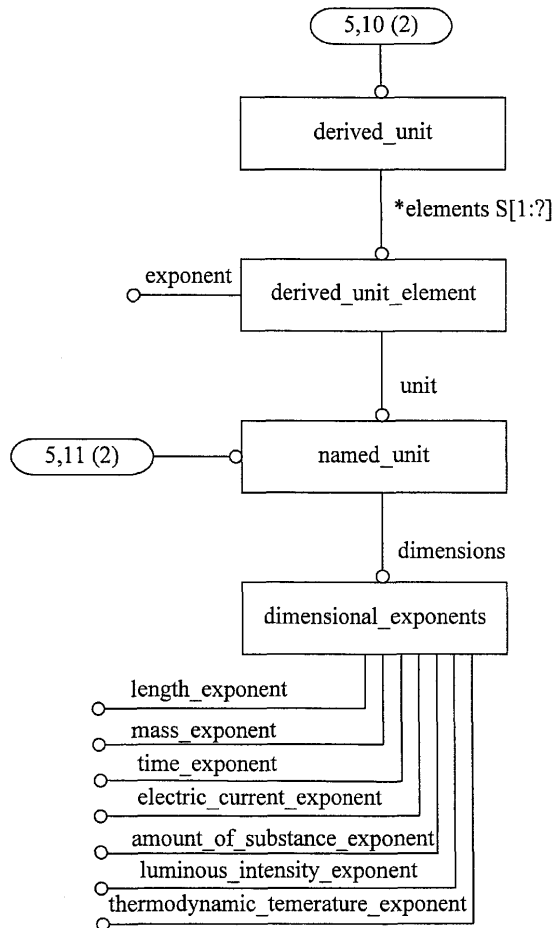 5,10 (2)
derived_unit
*elements S[1:?]
exponent
derived_unit_element
unit
5,11 (2)
named_unit
dimensions
dimensional_exponents
length_exponent
mass_exponent
time_exponent
electric_current_exponent
amount_of_substance_exponent
luminous_intensity_exponent
thermodynamic_temerature_exponent